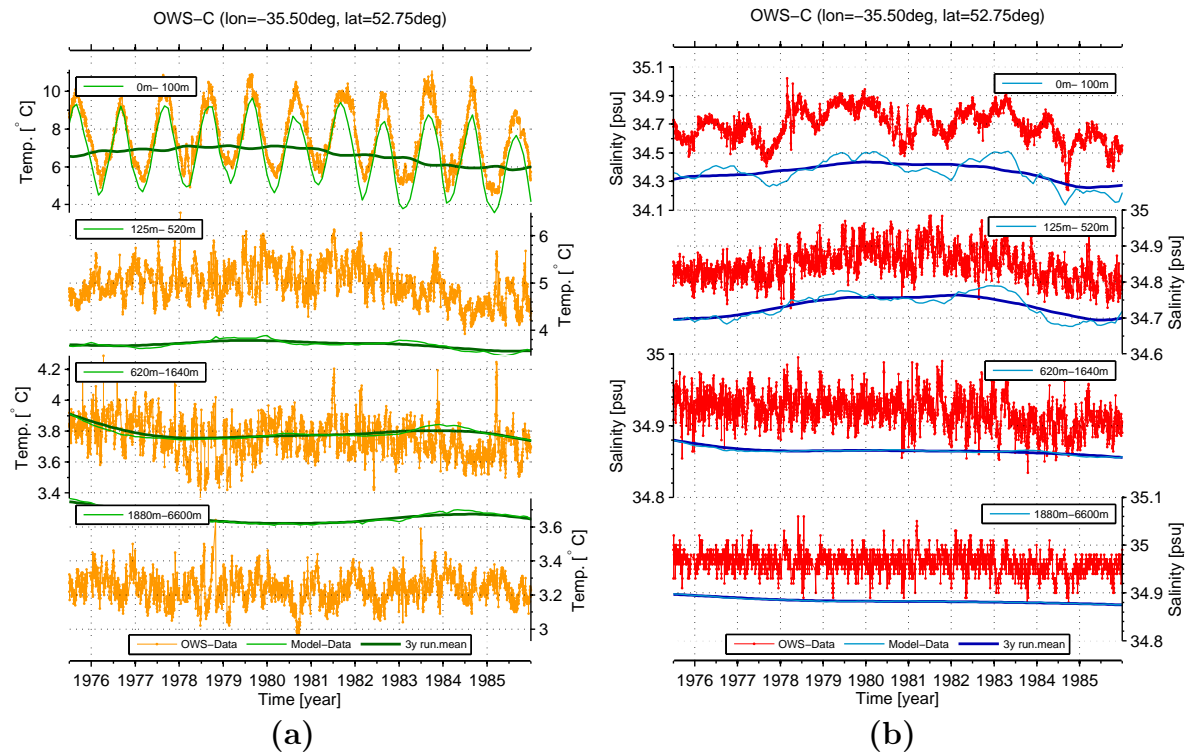 OWS−C (lon=−35.50deg, lat=52.75deg)
0m− 100m
10
8
6
4
Temp. [° C]
125m− 520m
6
5
4
Temp. [° C]
620m−1640m
4.2
4
3.8
3.6
3.4
Temp. [° C]
1880m−6600m
3.6
3.4
3.2
3
Temp. [° C]
OWS−Data Model−Data 3y run.mean
1976 1977 1978 1979 1980 1981 1982 1983 1984 1985
Time [year]
(a)
OWS−C (lon=−35.50deg, lat=52.75deg)
0m− 100m
35.1
34.9
34.7
34.5
34.3
34.1
Salinity [psu]
125m− 520m
35
34.9
34.8
34.7
34.6
Salinity [psu]
620m−1640m
35
34.9
34.8
Salinity [psu]
1880m−6600m
35.1
35
34.9
34.8
Salinity [psu]
OWS−Data Model−Data 3y run.mean
1976 1977 1978 1979 1980 1981 1982 1983 1984 1985
Time [year]
(b)